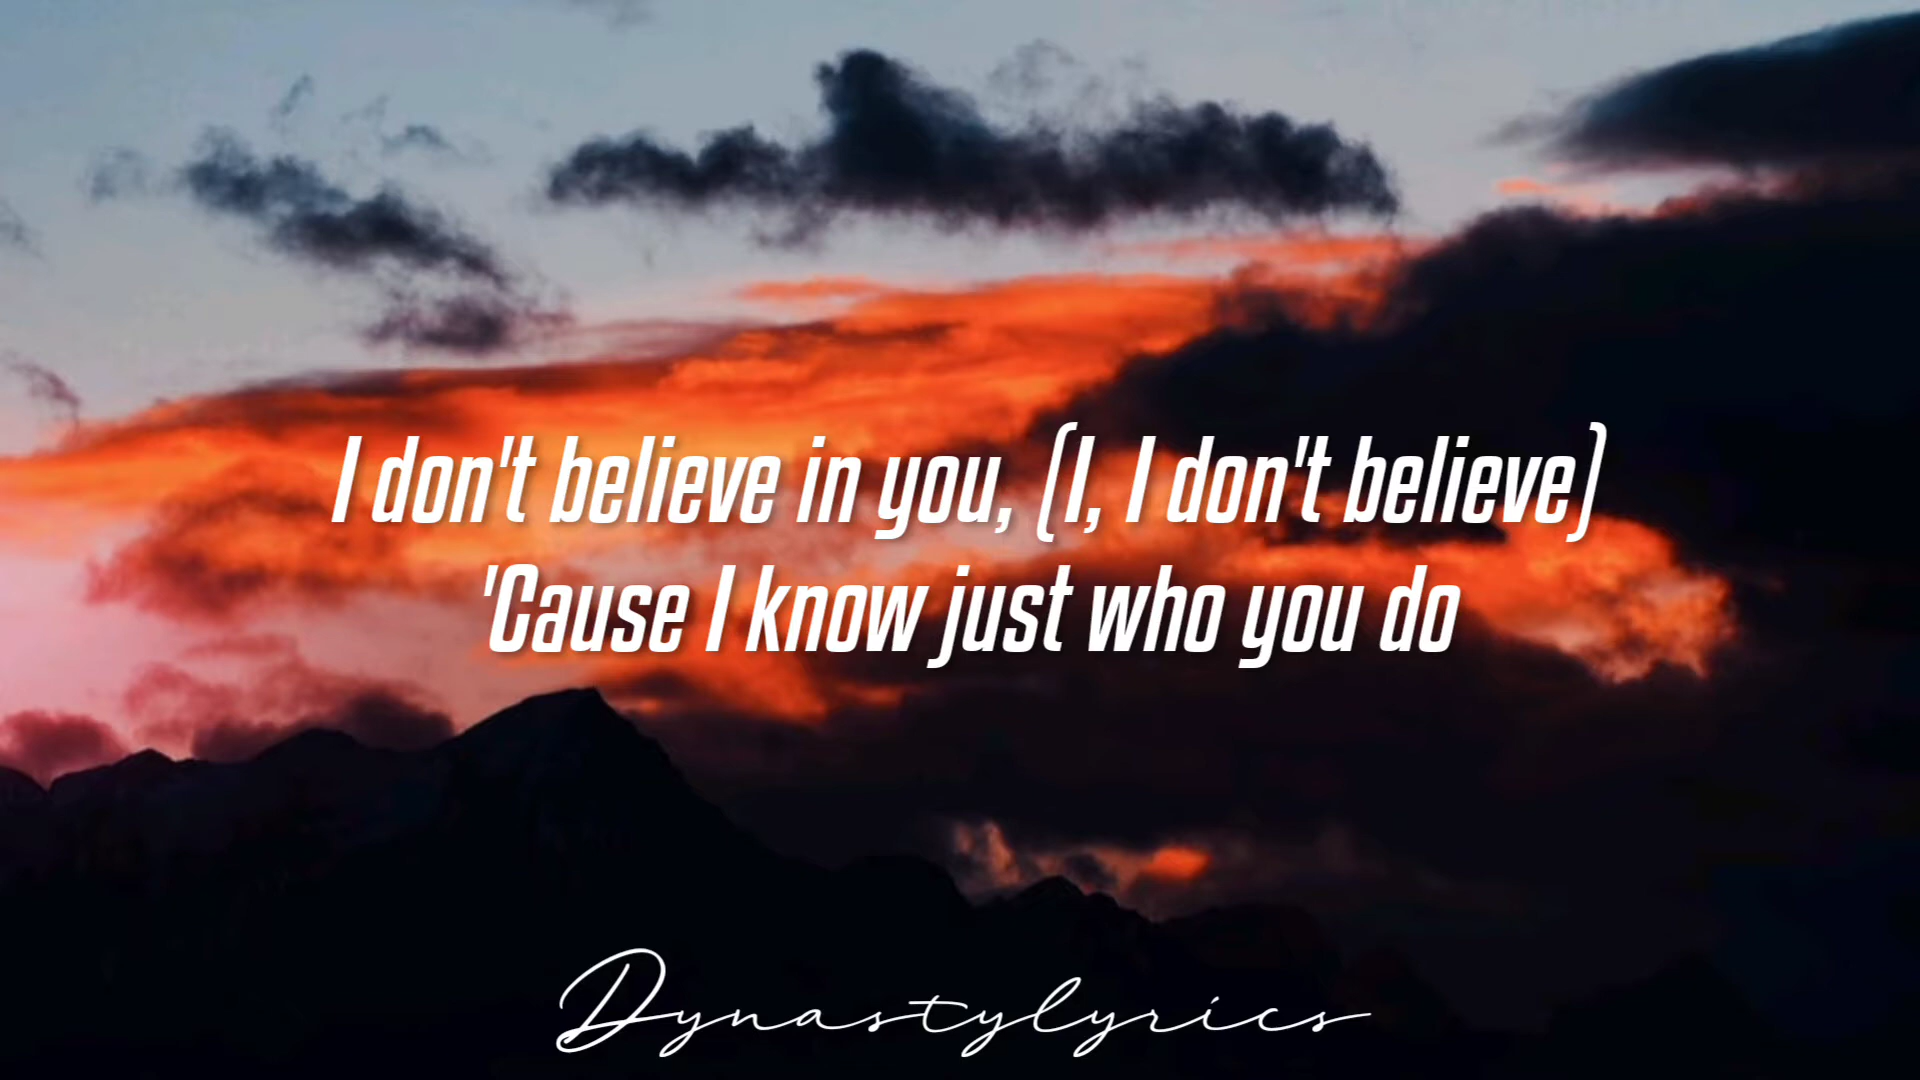 I don't believe in you, (I, I don't believe)
'Cause I know just who you do
Dynastylyrics